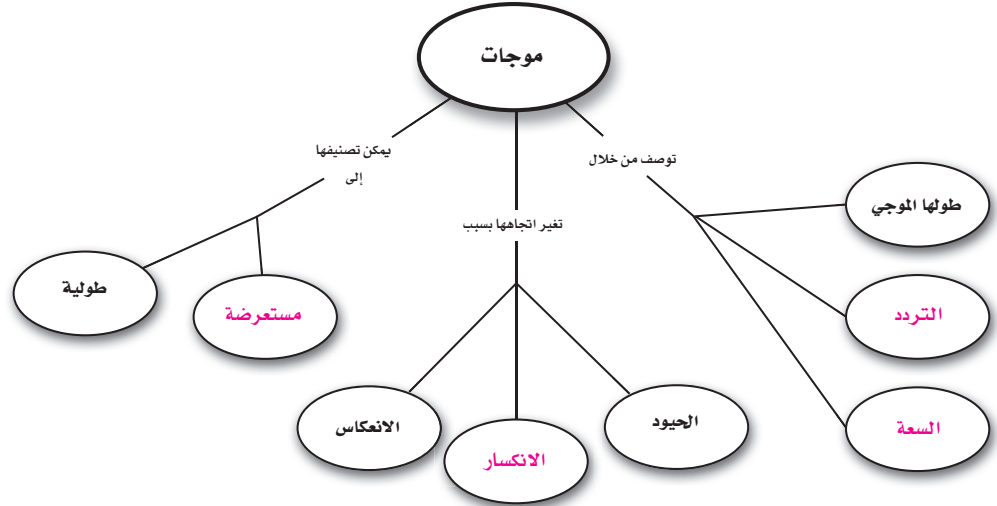 موجات
توصف من خلال
يمكن تصنيفها
إلى
تغير اتجاهها بسبب
طولها الموجي
التردد
السعة
الحيود
الانكسار
الانعكاس
مستعرضة
طولية